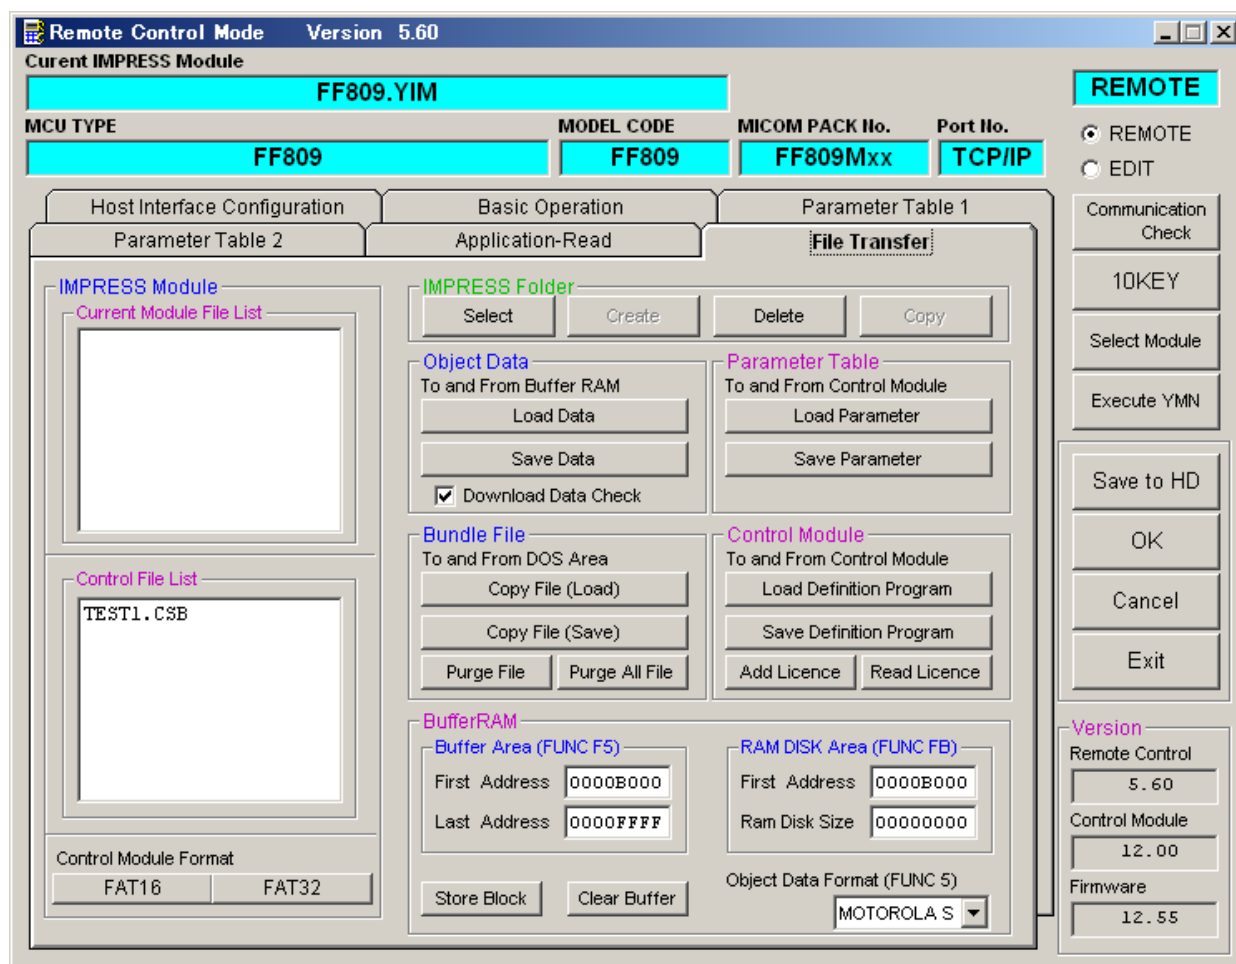 Remote Control Mode Version 5.60
Curent IMPRESS Module
FF809.YIM
REMOTE
MCU TYPE
MODEL CODE
MICOM PACK No.
Port No.
FF809
FF809
FF809Mxx
TCP/IP
REMOTE
EDIT
Host Interface Configuration
Basic Operation
Parameter Table 1
Parameter Table 2
Application-Read
File Transfer
Communication
Check
10KEY
Select Module
Execute YMN
Save to HD
OK
Cancel
Exit
IMPRESS Module
Current Module File List
Control File List
TEST1.CSB
Control Module Format
FAT16
FAT32
IMPRESS Folder
Select
Create
Delete
Copy
Object Data
To and From Buffer RAM
Load Data
Save Data
Download Data Check
Parameter Table
To and From Control Module
Load Parameter
Save Parameter
Bundle File
To and From DOS Area
Copy File (Load)
Copy File (Save)
Purge File
Purge All File
Control Module
To and From Control Module
Load Definition Program
Save Definition Program
Add Licence
Read Licence
BufferRAM
Buffer Area (FUNC F5)
First Address 0000B000
Last Address 0000FFFF
RAM DISK Area (FUNC FB)
First Address 0000B000
Ram Disk Size 00000000
Store Block
Clear Buffer
Object Data Format (FUNC 5)
MOTOROLA S
Version
Remote Control
5.60
Control Module
12.00
Firmware
12.55